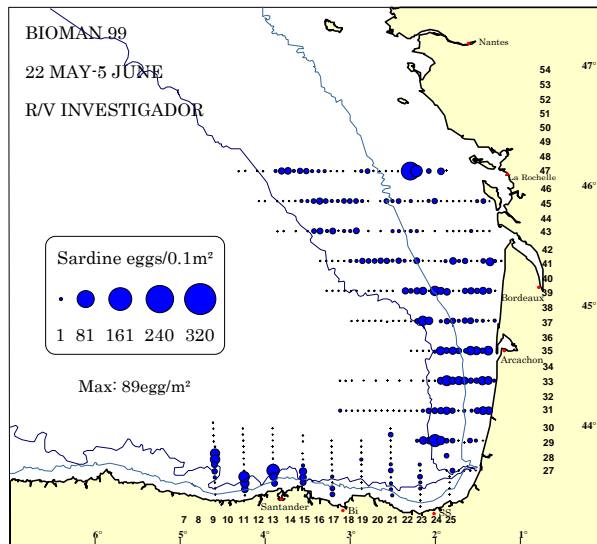 BIOMAN 99
22 MAY-5 JUNE
R/V INVESTIGADOR
Nantes
47°
54
53
52
51
50
49
48
47
La Rochelle
46
46°
45
44
43
42
41
40
39
Bordeaux
45°
38
37
36
35
Arcachon
34
33
32
31
30
44°
29
28
27
Sardine eggs/0.1m²
1 81 161 240 320
Max: 89egg/m²
Santander
Bi
SS
7 8 9 10 11 12 13 14 15 16 17 18 19 20 21 22 23 24 25
6° 5° 4° 3° 2° 1°